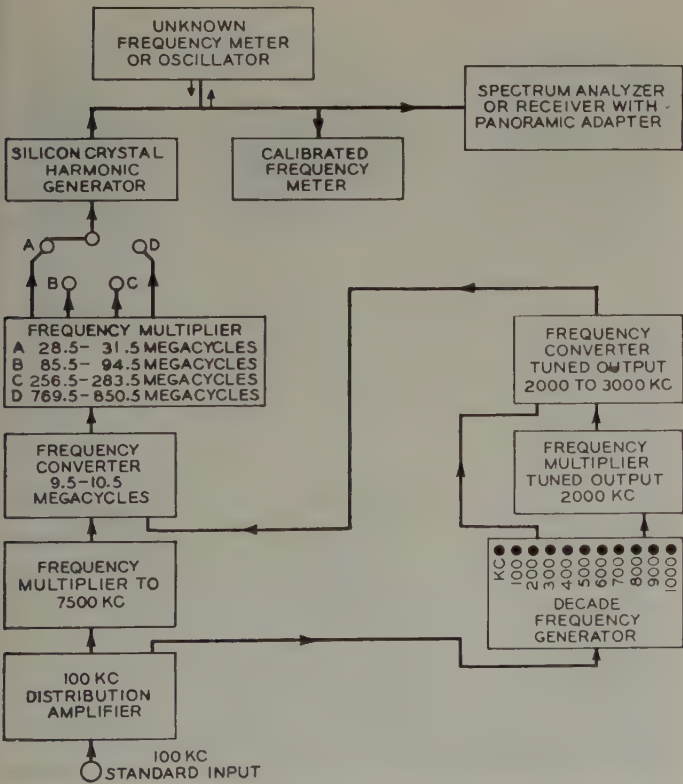 UNKNOWN
FREQUENCY METER
OR OSCILLATOR
SPECTRUM ANALYZER
OR RECEIVER WITH
PANORAMIC ADAPTER
SILICON CRYSTAL
HARMONIC
GENERATOR
CALIBRATED
FREQUENCY
METER
A
D
B
C
FREQUENCY MULTIPLIER
A 28.5- 31.5 MEGACYCLES
B 85.5- 94.5 MEGACYCLES
C 256.5-283.5 MEGACYCLES
D 769.5-850.5 MEGACYCLES
FREQUENCY
CONVERTER
TUNED OUTPUT
2000 TO 3000 KC
FREQUENCY
CONVERTER
9.5-10.5
MEGACYCLES
FREQUENCY
MULTIPLIER
TUNED OUTPUT
2000 KC
FREQUENCY
MULTIPLIER TO
7500 KC
KC
100
200
300
400
500
600
700
800
900
1000
DECADE
FREQUENCY
GENERATOR
100 KC
DISTRIBUTION
AMPLIFIER
100 KC
STANDARD INPUT